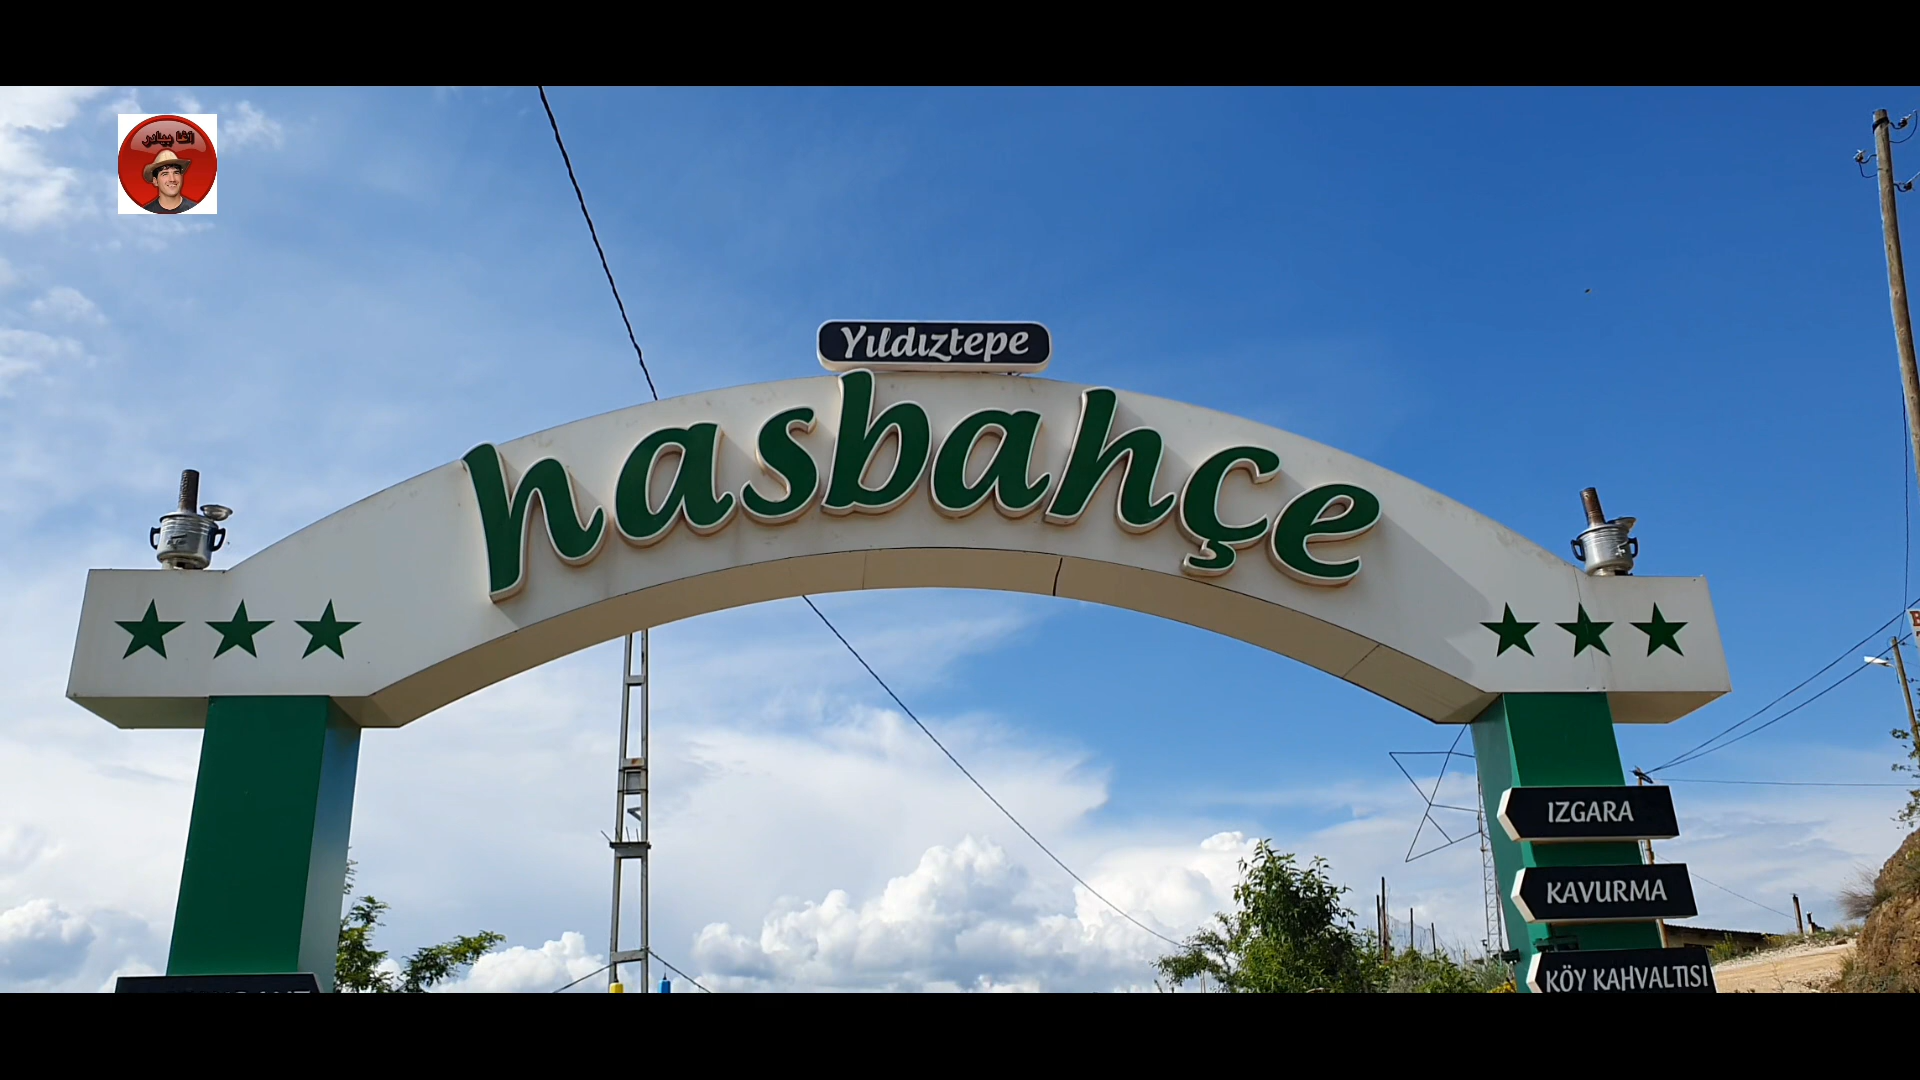 Yıldıztepe
hasbahçe
IZGARA
KAVURMA
KÖY KAHVALTISI